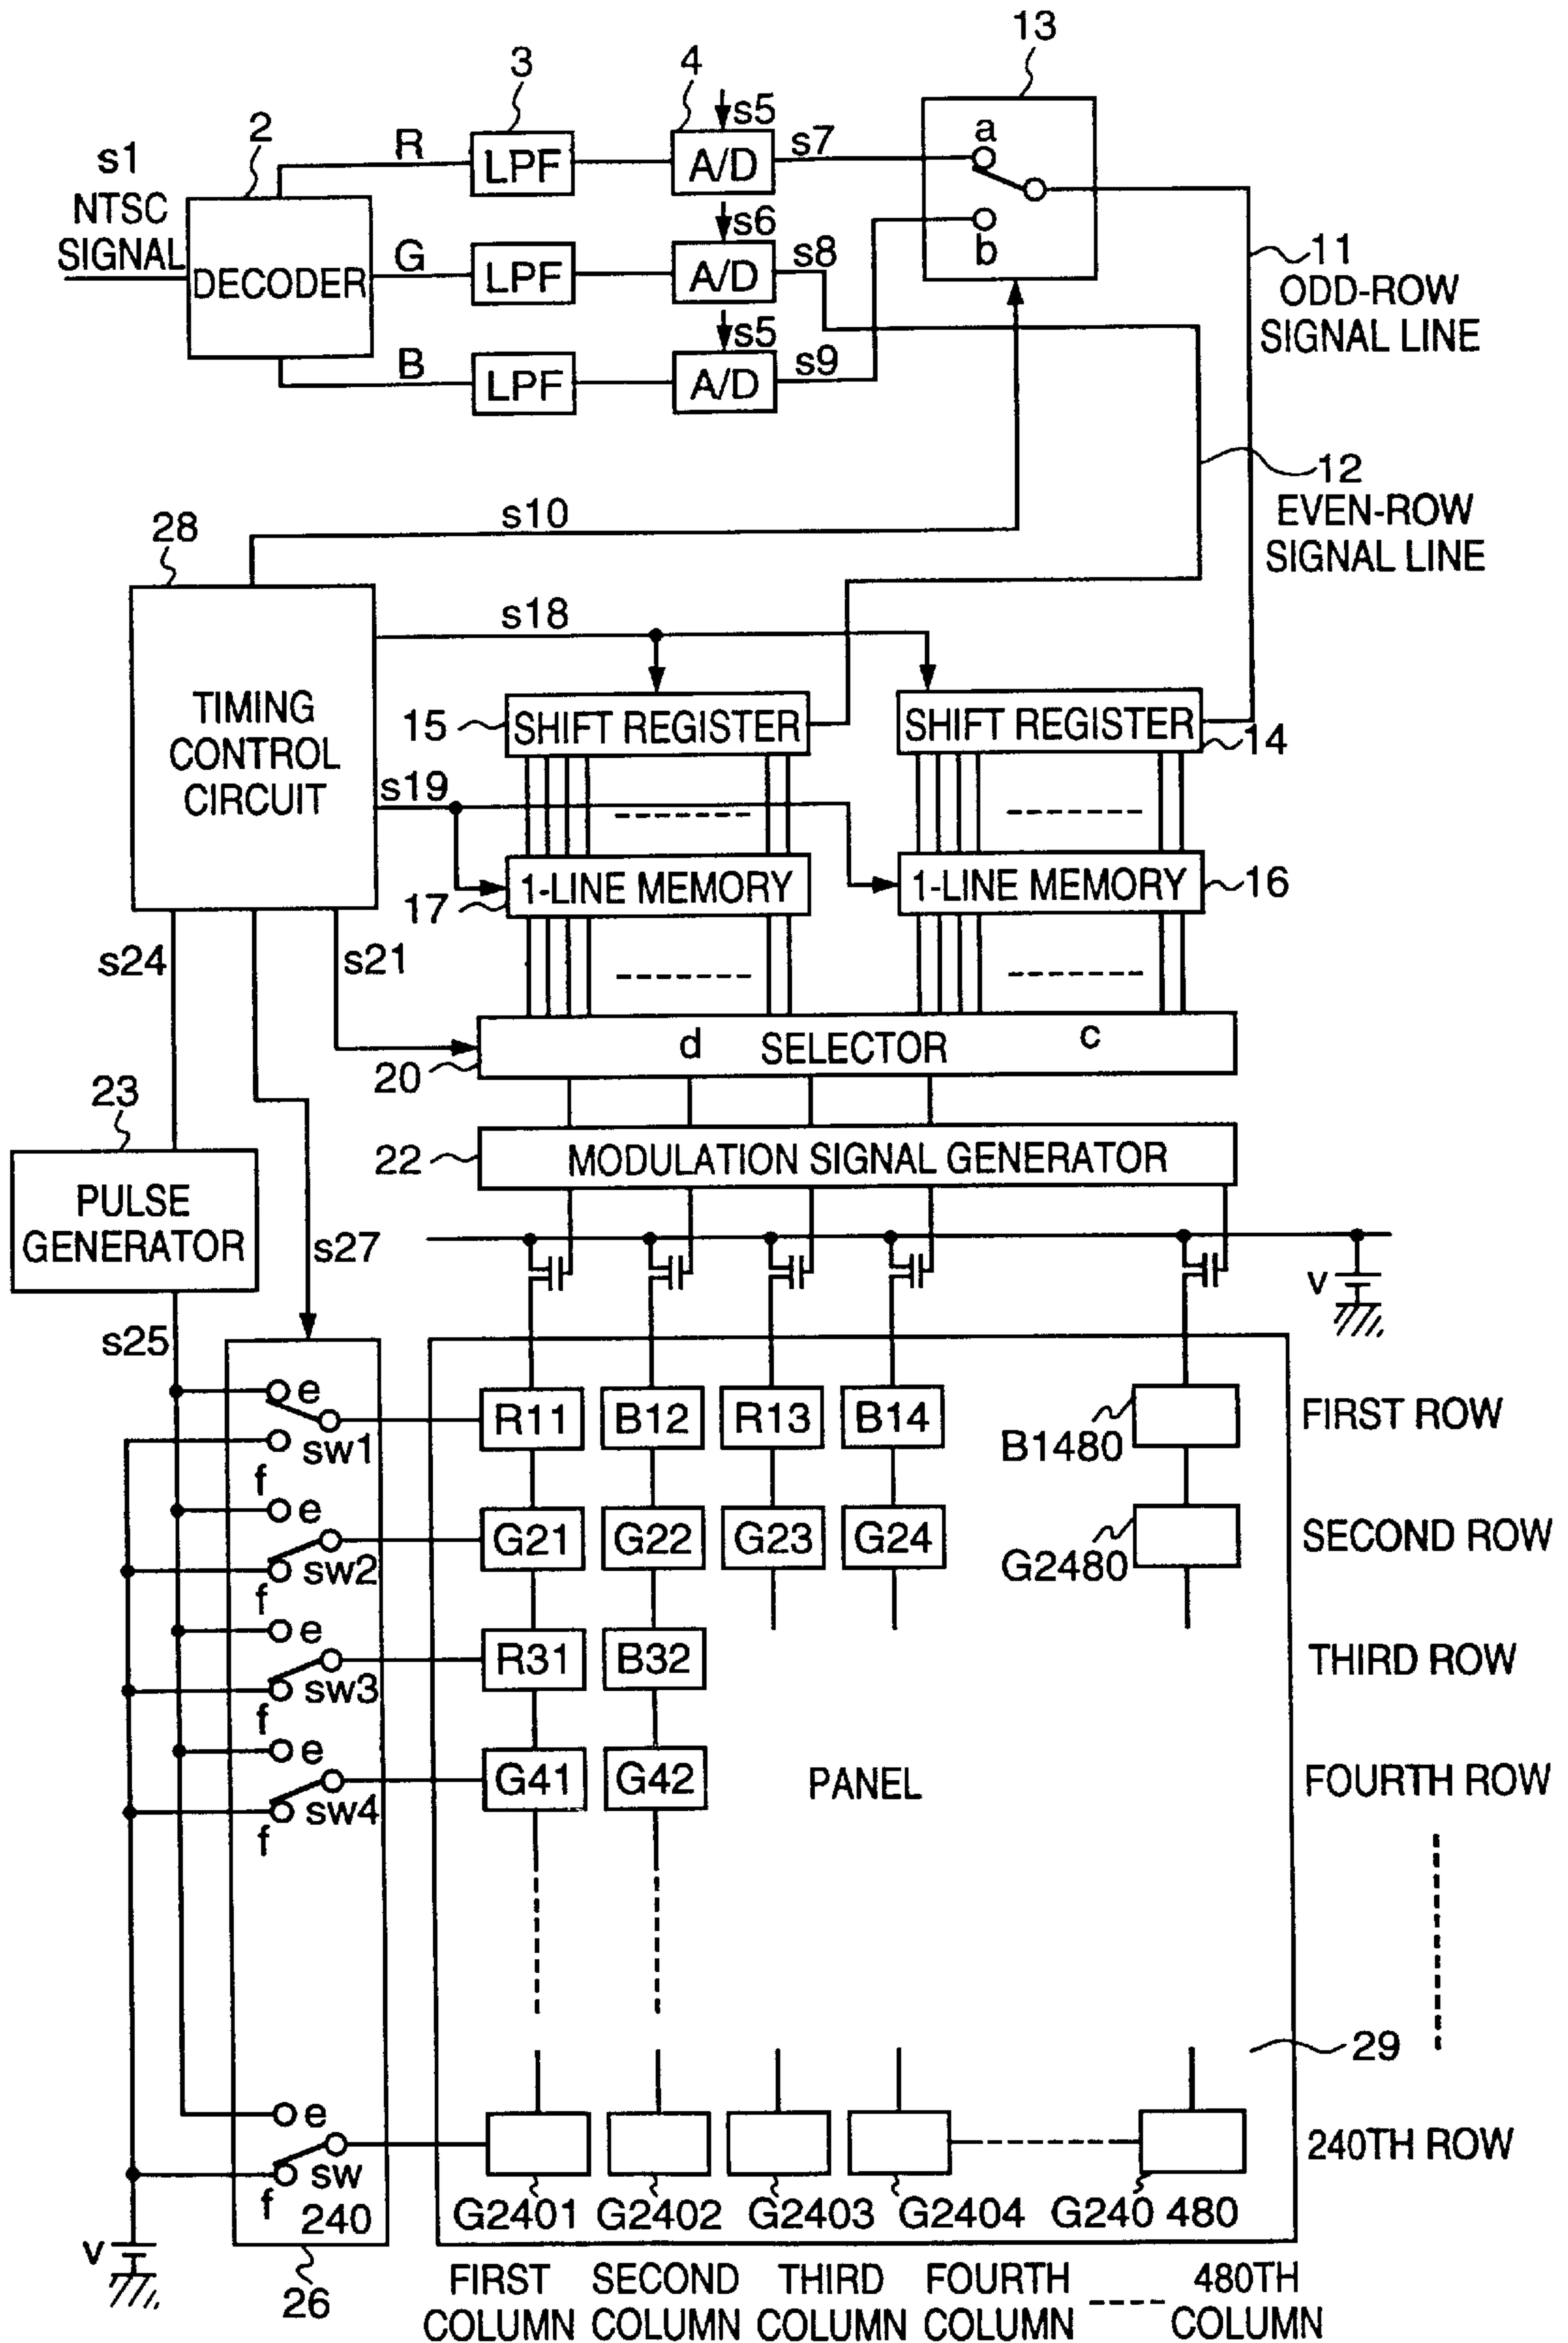 13
3
4
s5
a
2
R
LPF
A/D
s7
s1
NTSC
SIGNAL
DECODER
s6
b
G
LPF
A/D
s8
11
ODD-ROW
SIGNAL LINE
s5
B
LPF
A/D
s9
12
EVEN-ROW
SIGNAL LINE
s10
28
s18
TIMING
CONTROL
CIRCUIT
15
SHIFT REGISTER
SHIFT REGISTER
14
s19
17
1-LINE MEMORY
1-LINE MEMORY
16
s24
s21
d
SELECTOR
c
20
23
22
MODULATION SIGNAL GENERATOR
PULSE
GENERATOR
s27
v
s25
e
sw1
f
R11
B12
R13
B14
B1480
FIRST ROW
e
sw2
f
G21
G22
G23
G24
G2480
SECOND ROW
e
sw3
f
R31
B32
THIRD ROW
e
sw4
f
G41
G42
PANEL
FOURTH ROW
29
e
sw
240
f
240TH ROW
G2401
G2402
G2403
G2404
G240 480
v
26
FIRST
COLUMN
SECOND
COLUMN
THIRD
COLUMN
FOURTH
COLUMN
480TH
COLUMN